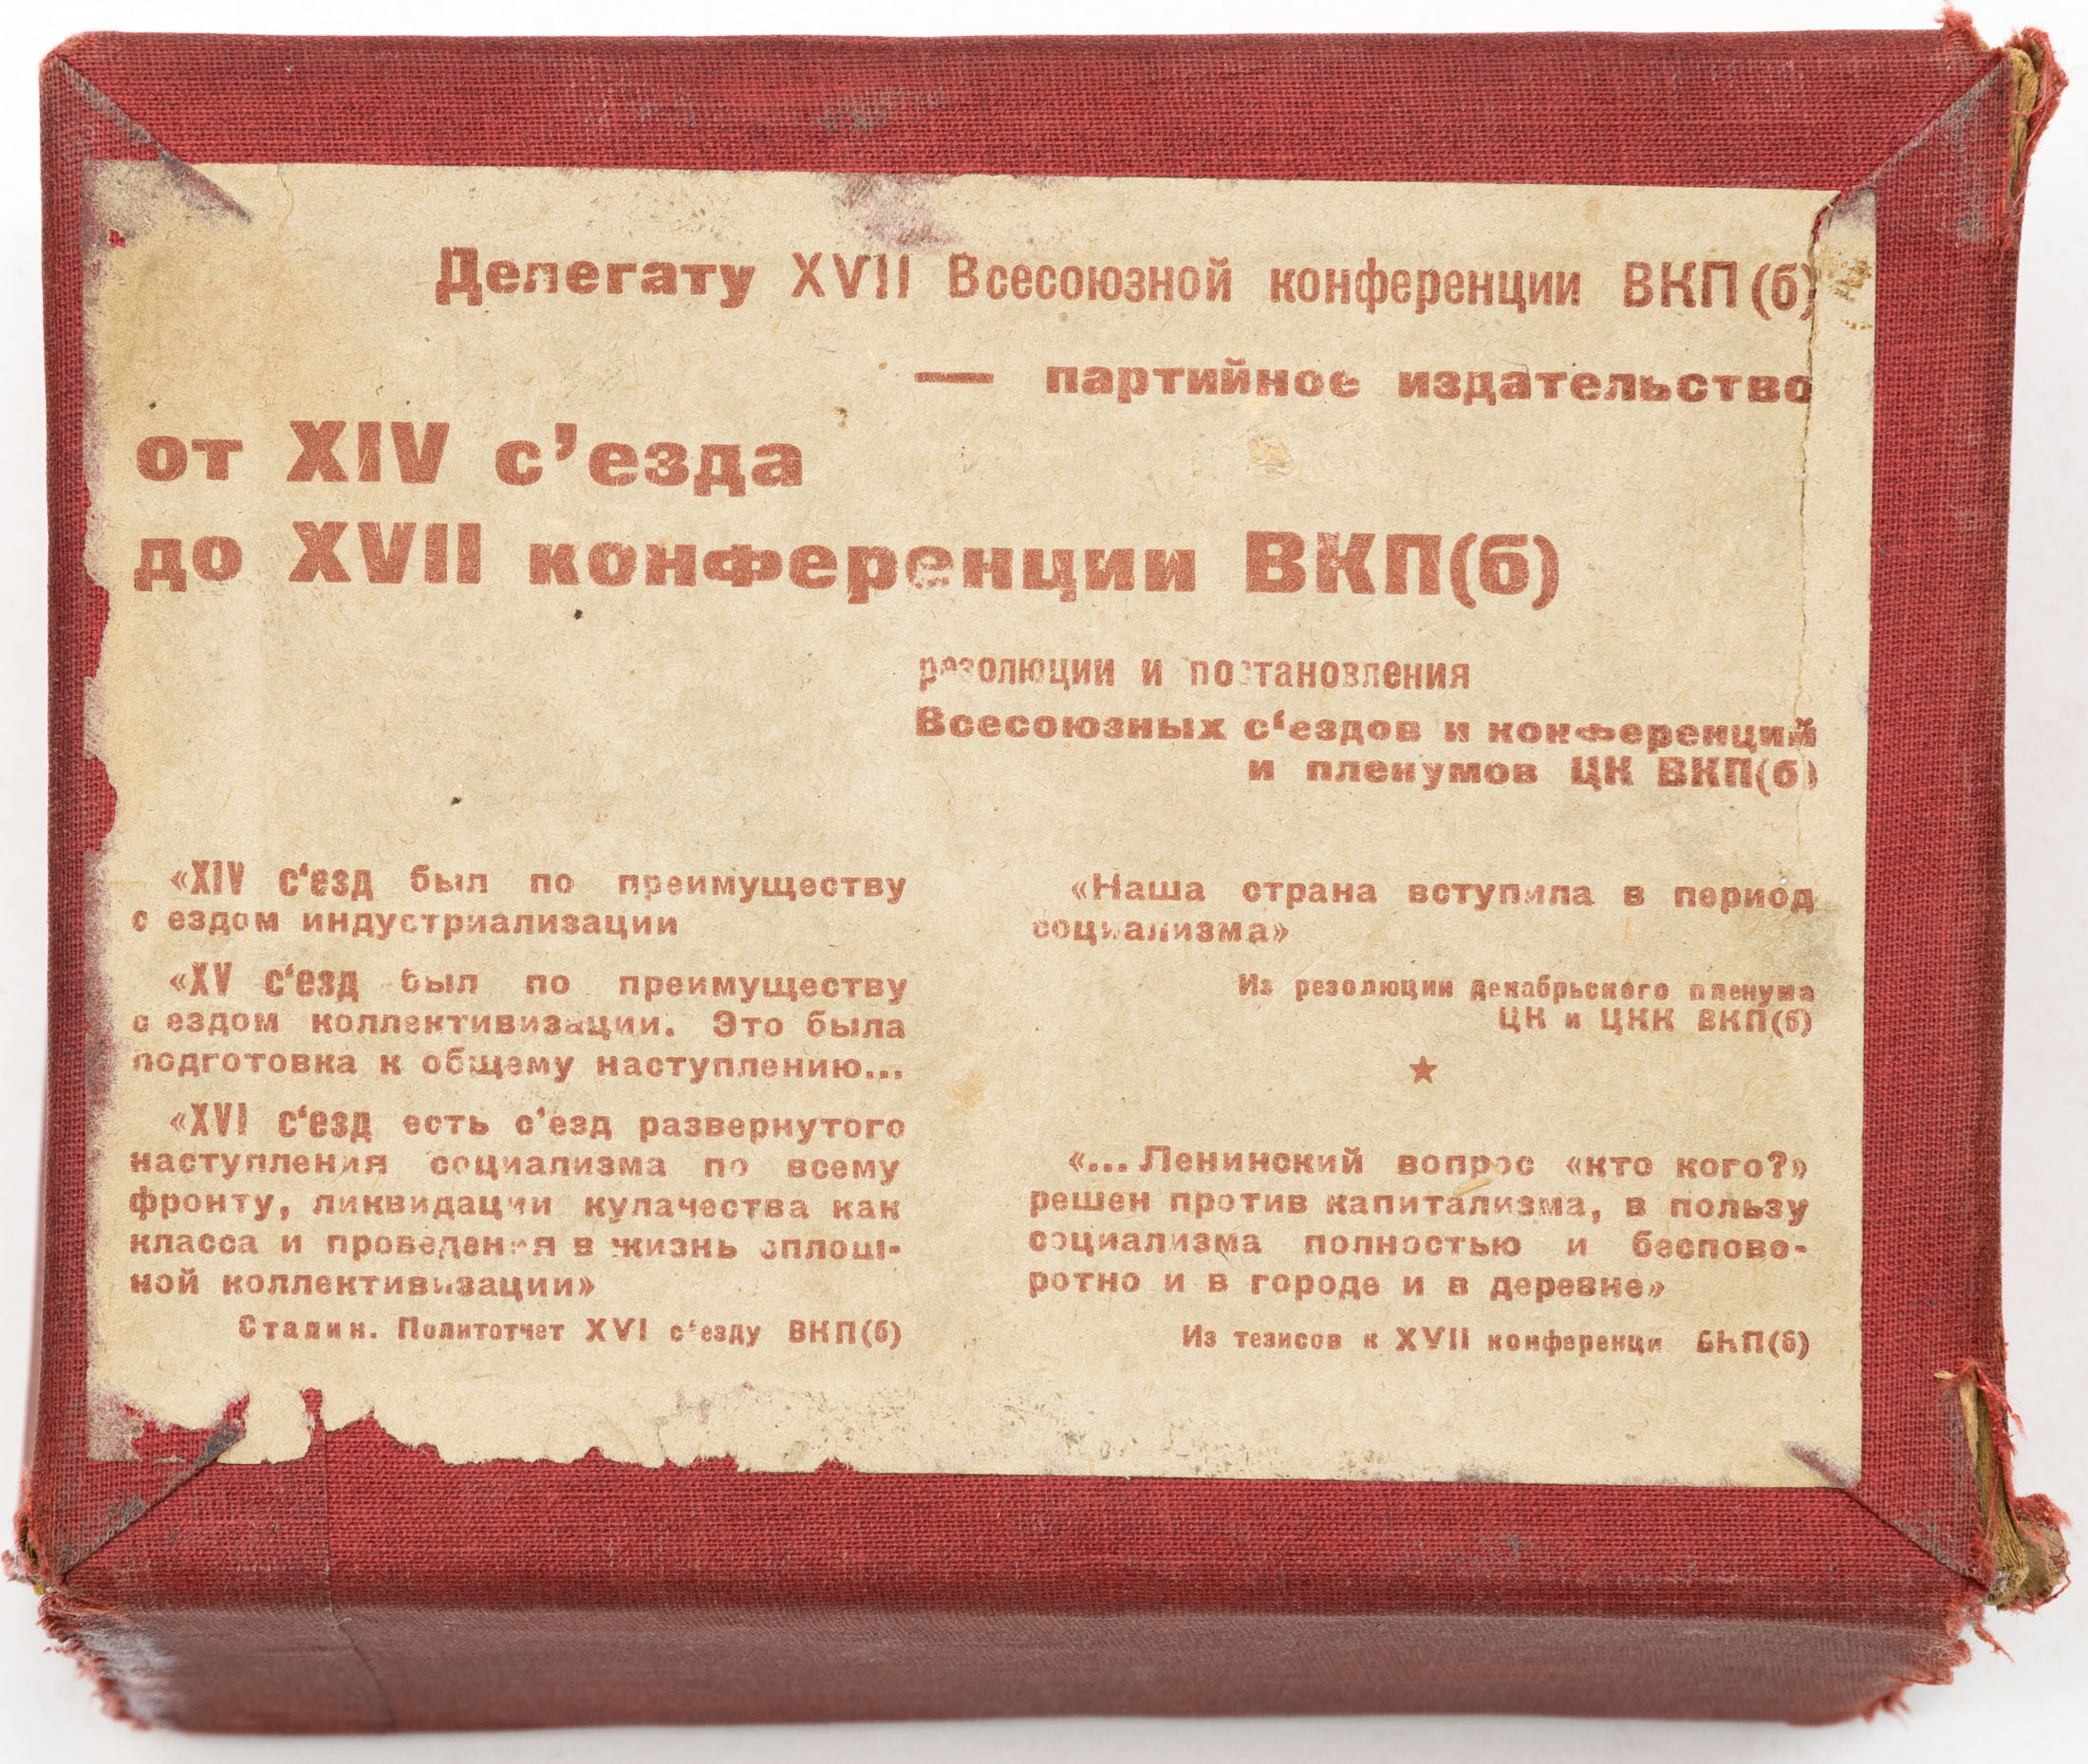 Делегату XVII Всесоюзной конференции ВКП(б)
— партийное издательство
от XIV с’езда
до XVII конференции ВКП(б)
резолюции и постановления
Всесоюзных с‘ездов и конференций
и пленумов ЦК ВКП(б)
«XIV с‘езд был по преимуществу
с ездом индустриализации
«XV с‘езд был по преимуществу
с ездом коллективизации. Это была
подготовка к общему наступлению...
«XVI с‘езд есть с‘езд развернутого
наступления социализма по всему
фронту, ликвидации кулачества как
класса и проведения в жизнь сплош-
ной коллективизации»
Сталин. Политотчет XVI с‘езду ВКП(б)
«Наша страна вступила в период
социализма»
Из резолюции декабрьского пленума
ЦК и ЦКК ВКП(б)
«... Ленинский вопрос «кто кого?»
решен против капитализма, в пользу
социализма полностью и беспово-
ротно и в городе и в деревне»
Из тезисов к XVII конференци ВКП(б)